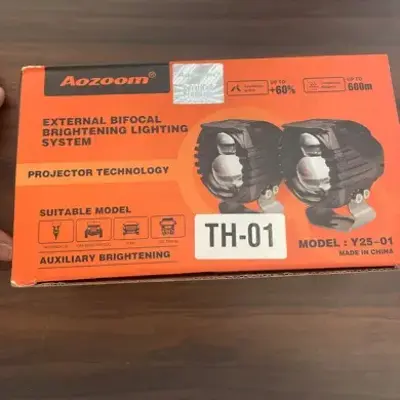 Aozoom®
UP TO
+60%
UP TO
600m
EXTERNAL BIFOCAL
BRIGHTENING LIGHTING
SYSTEM
PROJECTOR TECHNOLOGY
SUITABLE MODEL
AUXILIARY BRIGHTENING
TH-01
MODEL : Y25-01
MADE IN CHINA